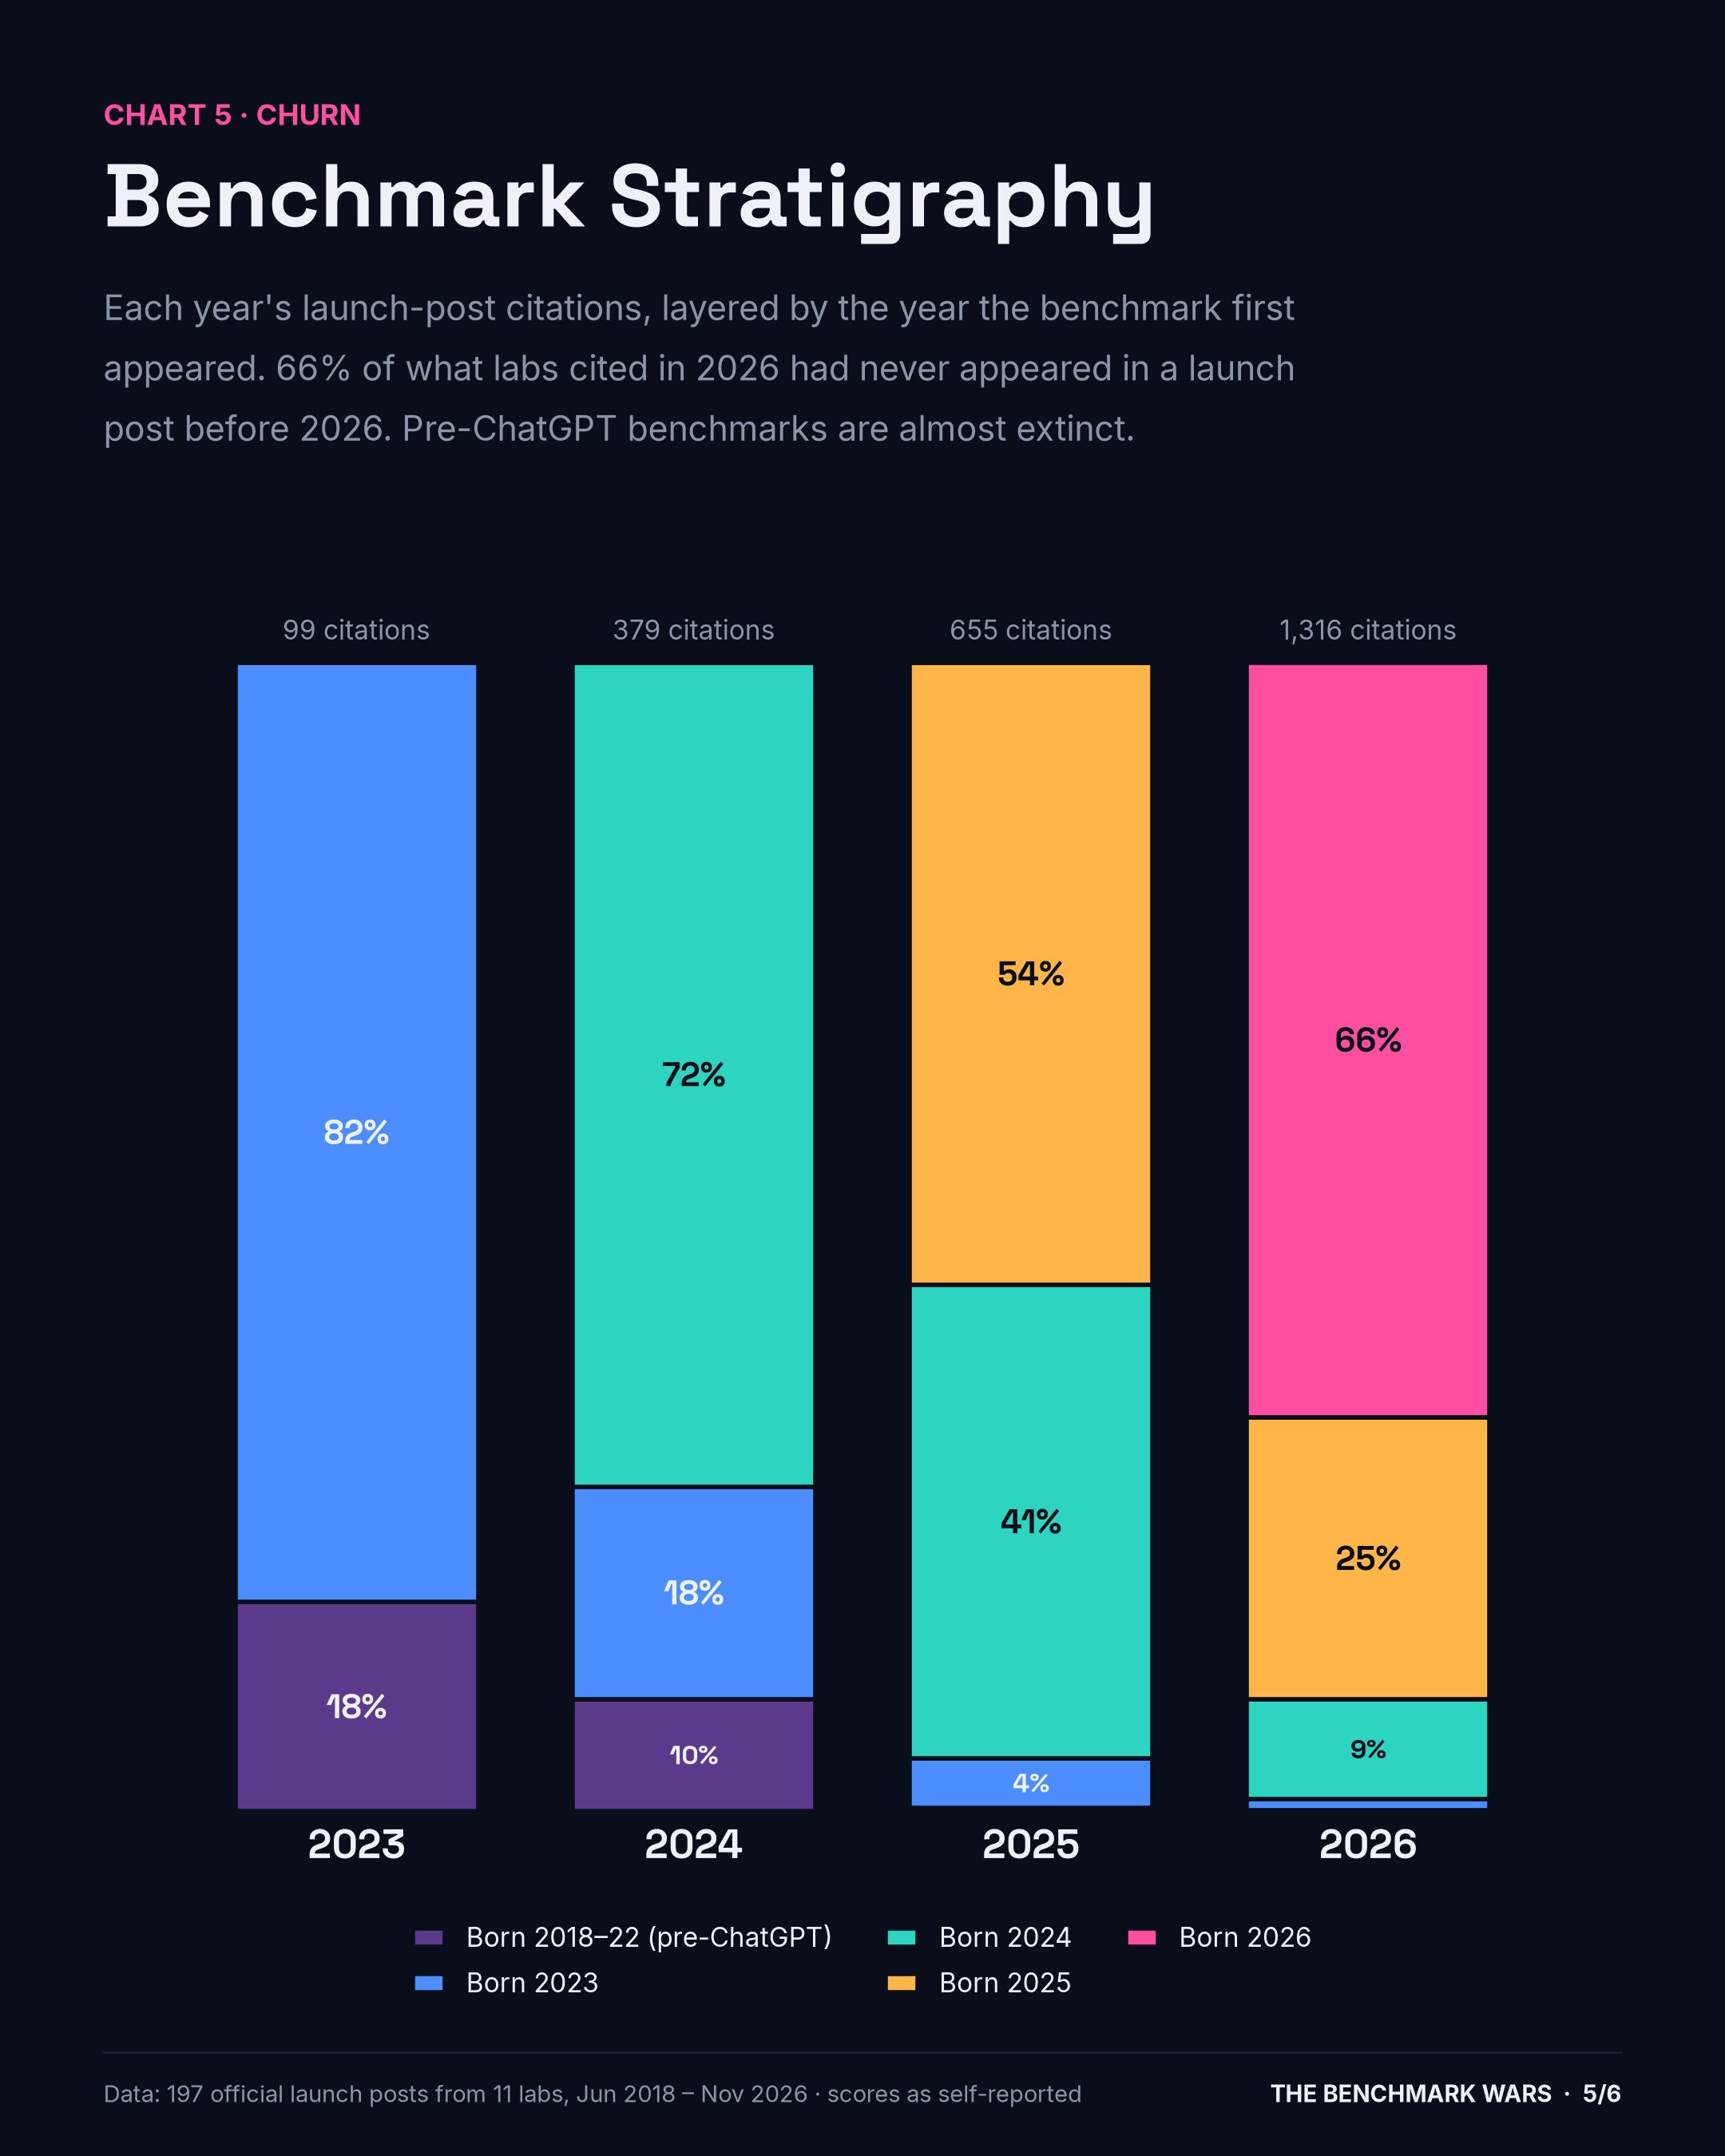 CHART 5 · CHURN
Benchmark Stratigraphy
Each year's launch-post citations, layered by the year the benchmark first
appeared. 66% of what labs cited in 2026 had never appeared in a launch
post before 2026. Pre-ChatGPT benchmarks are almost extinct.
99 citations 379 citations 655 citations 1,316 citations
54%
66%
72%
82%
41%
25%
18%
18%
9%
10%
4%
2023 2024 2025 2026
Born 2018–22 (pre-ChatGPT) Born 2024 Born 2026
Born 2023 Born 2025
Data: 197 official launch posts from 11 labs, Jun 2018 – Nov 2026 · scores as self-reported THE BENCHMARK WARS · 5/6